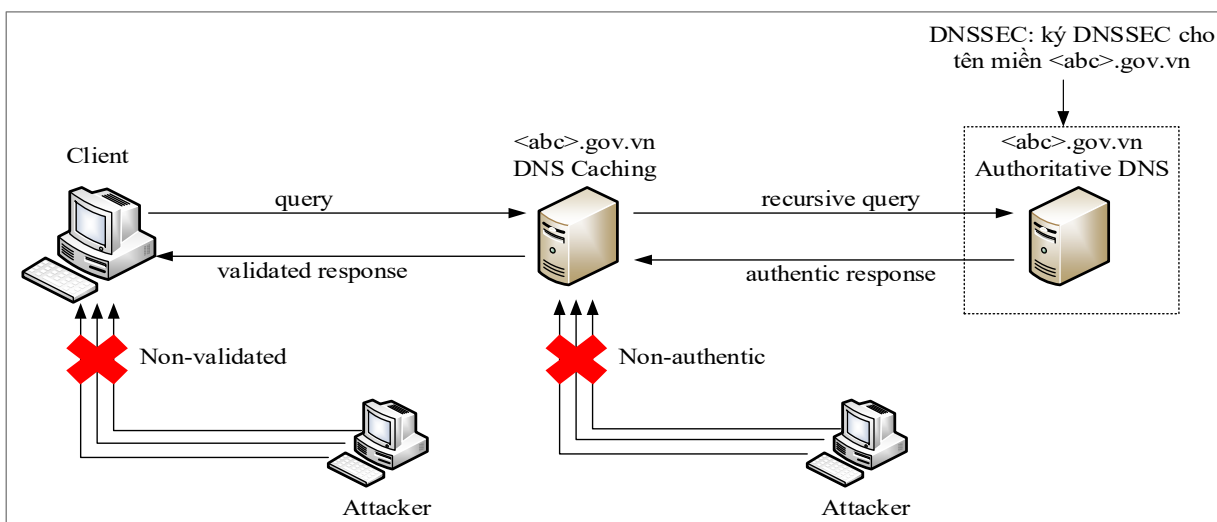 DNSSEC: ký DNSSEC cho
tên miền <abc>.gov.vn
Client
<abc>.gov.vn
DNS Caching
<abc>.gov.vn
Authoritative DNS
query
recursive query
validated response
authentic response
Non-validated
Non-authentic
Attacker
Attacker